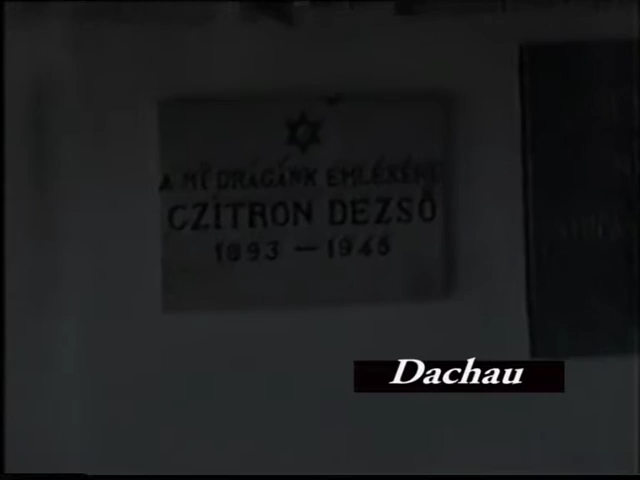 A MI DRÁGÁNK EMLÉKÉRE
CZITRON DEZSŐ
1893 — 1945
Dachau